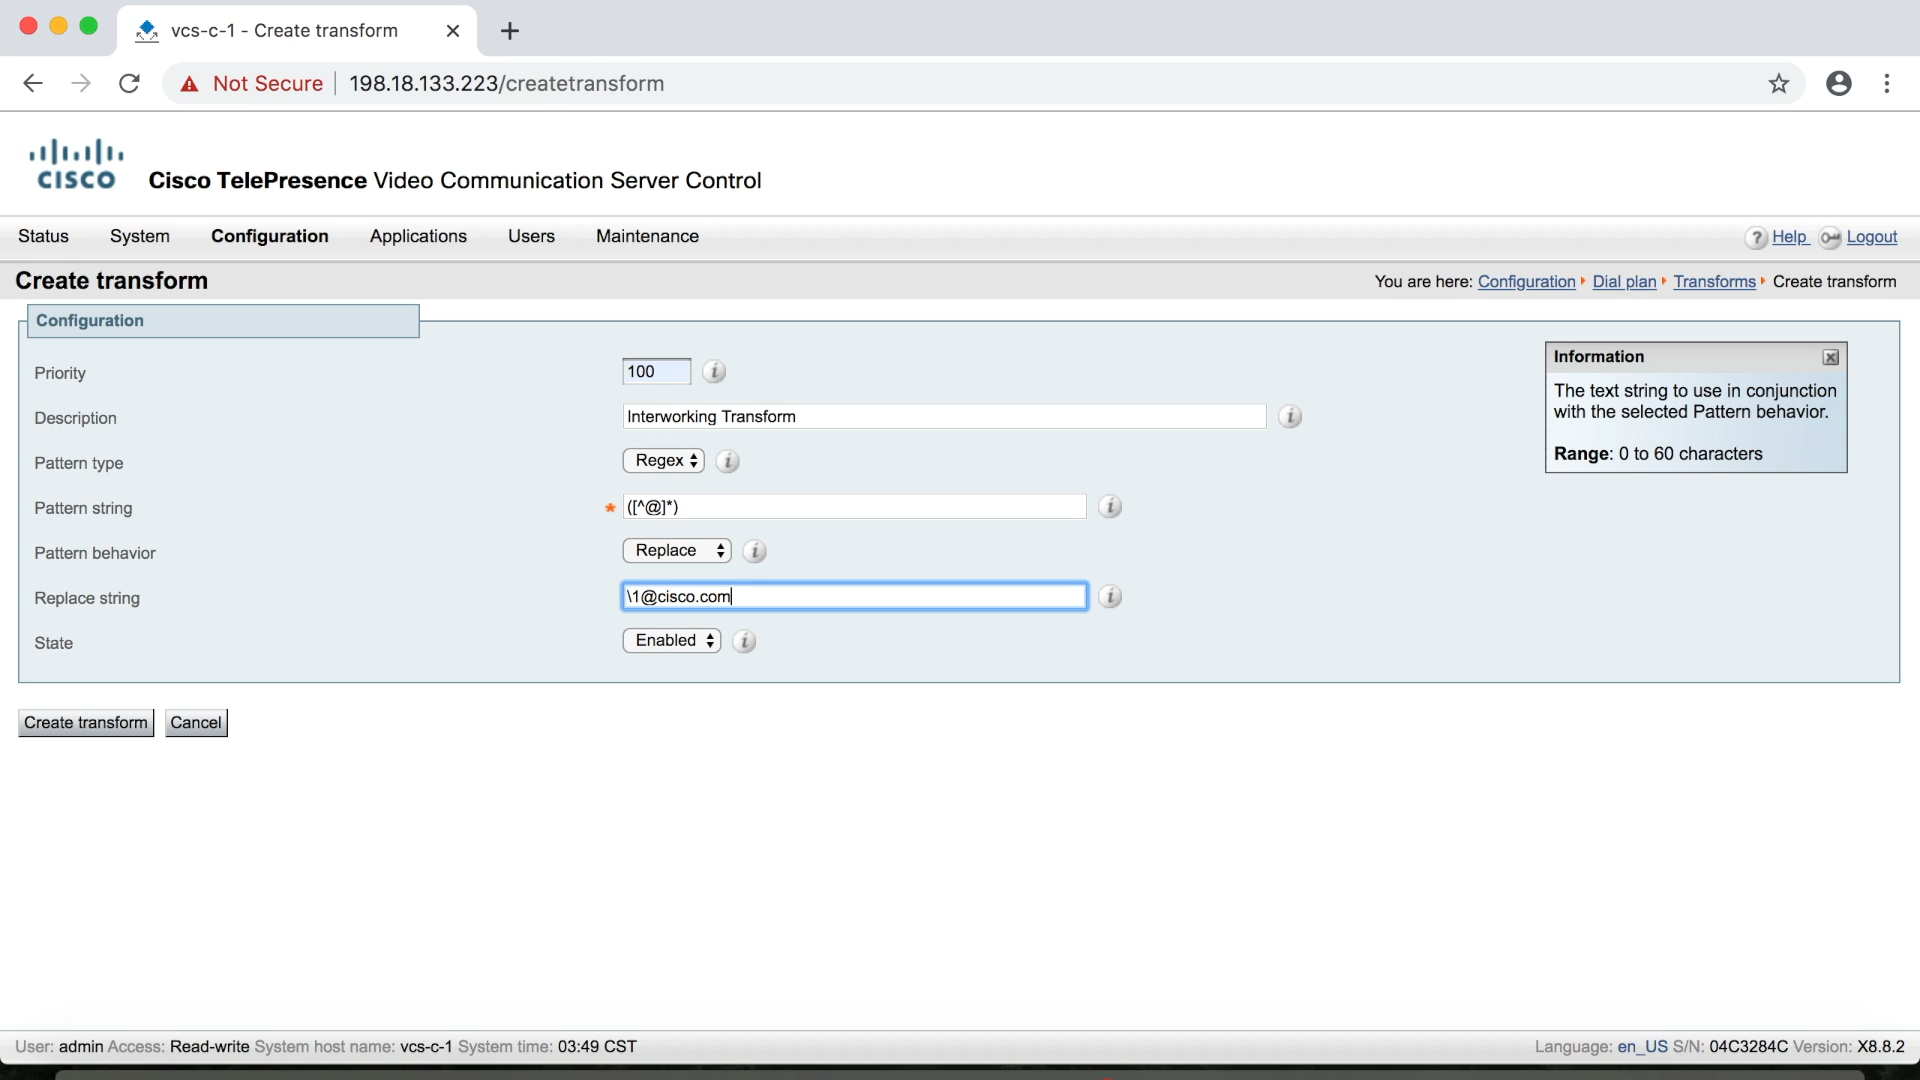 vcs-c-1 - Create transform
Not Secure 198.18.133.223/createtransform
CISCO Cisco TelePresence Video Communication Server Control
Status System Configuration Applications Users Maintenance ? Help Logout
Create transform You are here: Configuration Dial plan Transforms Create transform
Configuration
Priority 100 i
Description Interworking Transform i
Pattern type Regex i
Pattern string * ([^@]*) i
Pattern behavior Replace i
Replace string \1@cisco.com i
State Enabled i
Information
The text string to use in conjunction
with the selected Pattern behavior.
Range: 0 to 60 characters
Create transform Cancel
User: admin Access: Read-write System host name: vcs-c-1 System time: 03:49 CST Language: en_US S/N: 04C3284C Version: X8.8.2